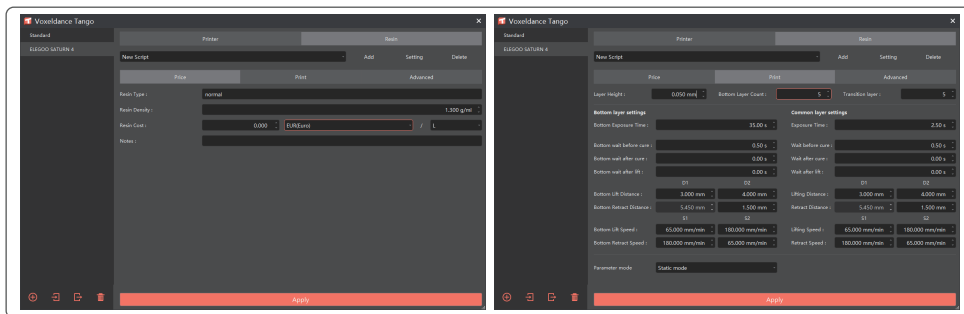 Voxeldance Tango
Standard
ELEGOO SATURN 4
Printer Resin
New Script Add Setting Delete
Price Print Advanced
Resin Type : normal
Resin Density : 1.300 g/ml
Resin Cost : 0.000 EUR(Euro) / L
Notes :
Apply
Voxeldance Tango
Standard
ELEGOO SATURN 4
Printer Resin
New Script Add Setting Delete
Price Print Advanced
Layer Height : 0.050 mm Bottom Layer Count : 5 Transition layer : 5
Bottom layer settings Common layer settings
Bottom Exposure Time : 35.00 s Exposure Time : 2.50 s
Bottom wait before cure : 0.50 s Wait before cure : 0.50 s
Bottom wait after cure : 0.00 s Wait after cure : 0.00 s
Bottom wait after lift : 0.00 s Wait after lift : 0.00 s
D1 D2 D1 D2
Bottom Lift Distance : 3.000 mm 4.000 mm Lifting Distance : 3.000 mm 4.000 mm
Bottom Retract Distance : 5.450 mm 1.500 mm Retract Distance : 5.450 mm 1.500 mm
S1 S2 S1 S2
Bottom Lift Speed : 65.000 mm/min 180.000 mm/min Lifting Speed : 65.000 mm/min 180.000 mm/min
Bottom Retract Speed : 180.000 mm/min 65.000 mm/min Retract Speed : 180.000 mm/min 65.000 mm/min
Parameter mode Static mode
Apply